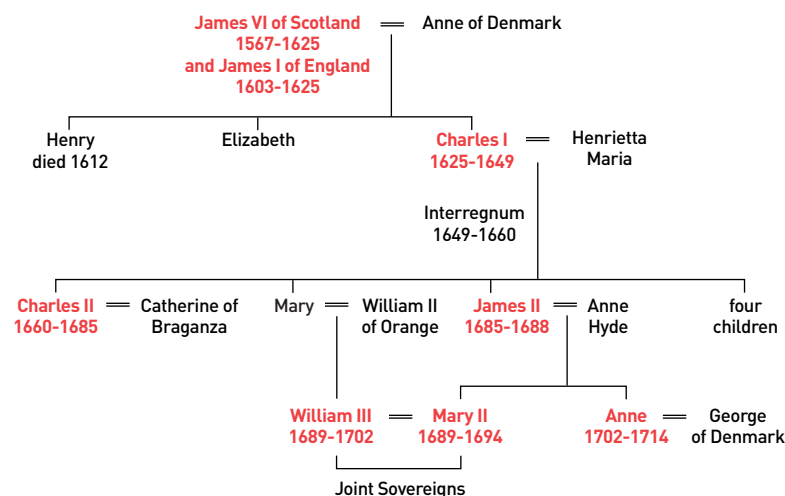 James VI of Scotland
1567-1625
and James I of England
1603-1625
Anne of Denmark
Henry
died 1612
Elizabeth
Charles I
1625-1649
Henrietta
Maria
Interregnum
1649-1660
Charles II
1660-1685
Catherine of
Braganza
Mary
William II
of Orange
James II
1685-1688
Anne
Hyde
four
children
William III
1689-1702
Mary II
1689-1694
Anne
1702-1714
George
of Denmark
Joint Sovereigns